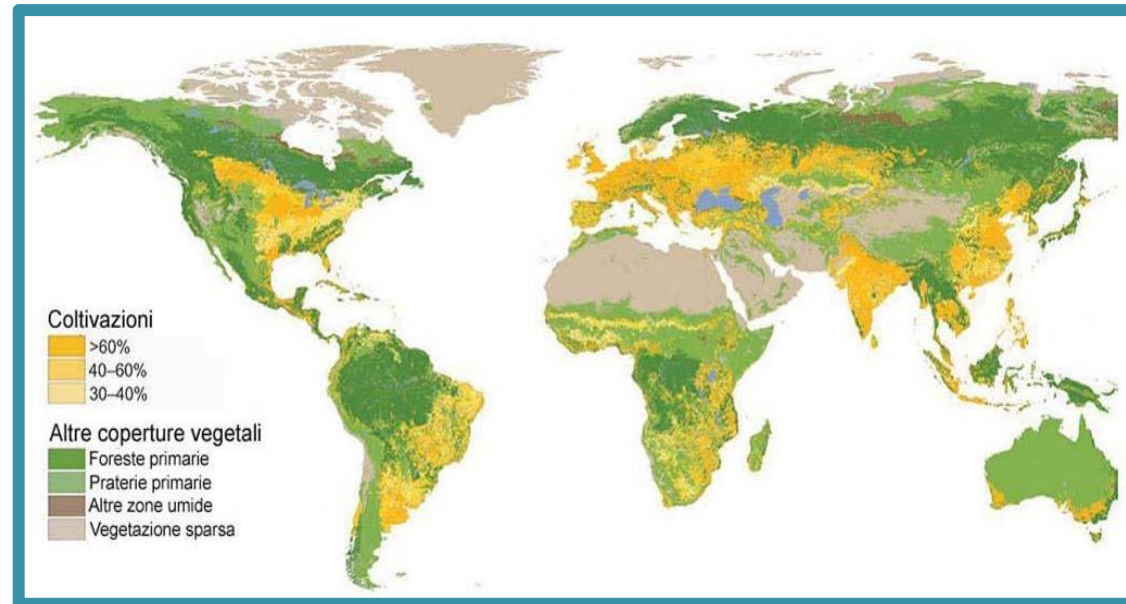 Coltivazioni
>60%
40–60%
30–40%
Altre coperture vegetali
Foreste primarie
Praterie primarie
Altre zone umide
Vegetazione sparsa